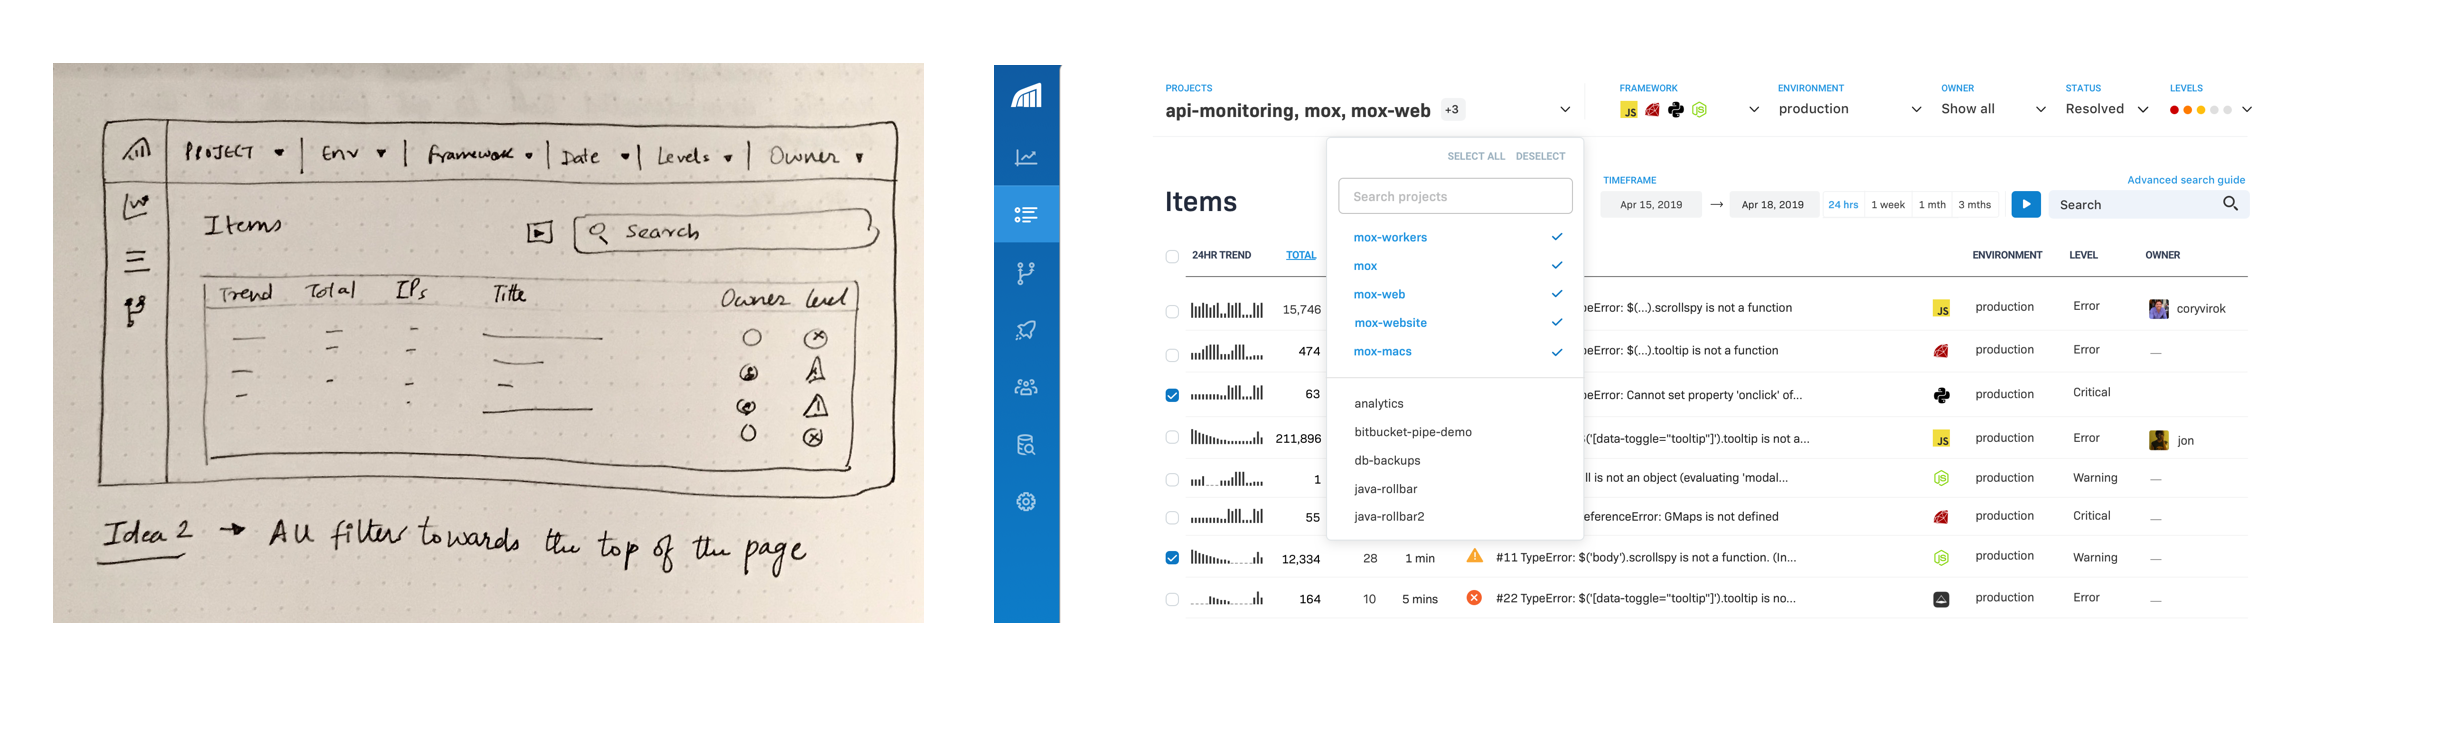 PROJECT ▾ | Env ▾ | Framework ▾ | Date ▾ | Levels ▾ | Owner ▾
Items
Search
Trend Total IPs Title Owner Level
Idea 2 → All filters towards the top of the page
PROJECTS
api-monitoring, mox, mox-web +3
FRAMEWORK
JS JS
ENVIRONMENT
production
OWNER
Show all
STATUS
Resolved
LEVELS
SELECT ALL DESELECT
Search projects
mox-workers
mox
mox-web
mox-website
mox-macs
analytics
bitbucket-pipe-demo
db-backups
java-rollbar
java-rollbar2
Items
TIMEFRAME
Advanced search guide
Apr 15, 2019 → Apr 18, 2019 24 hrs 1 week 1 mth 3 mths
Search
24HR TREND TOTAL ENVIRONMENT LEVEL OWNER
15,746 peError: $(...).scrollspy is not a function JS production Error coryvirok
474 peError: $(...).tooltip is not a function production Error —
63 peError: Cannot set property 'onclick' of... production Critical
211,896 $('[data-toggle="tooltip"]').tooltip is not a... JS production Error jon
1 ll is not an object (evaluating 'modal... JS production Warning —
55 eferenceError: GMaps is not defined production Critical —
12,334 28 1 min #11 TypeError: $('body').scrollspy is not a function. (In... JS production Warning —
164 10 5 mins #22 TypeError: $('[data-toggle="tooltip"]').tooltip is no... production Error —